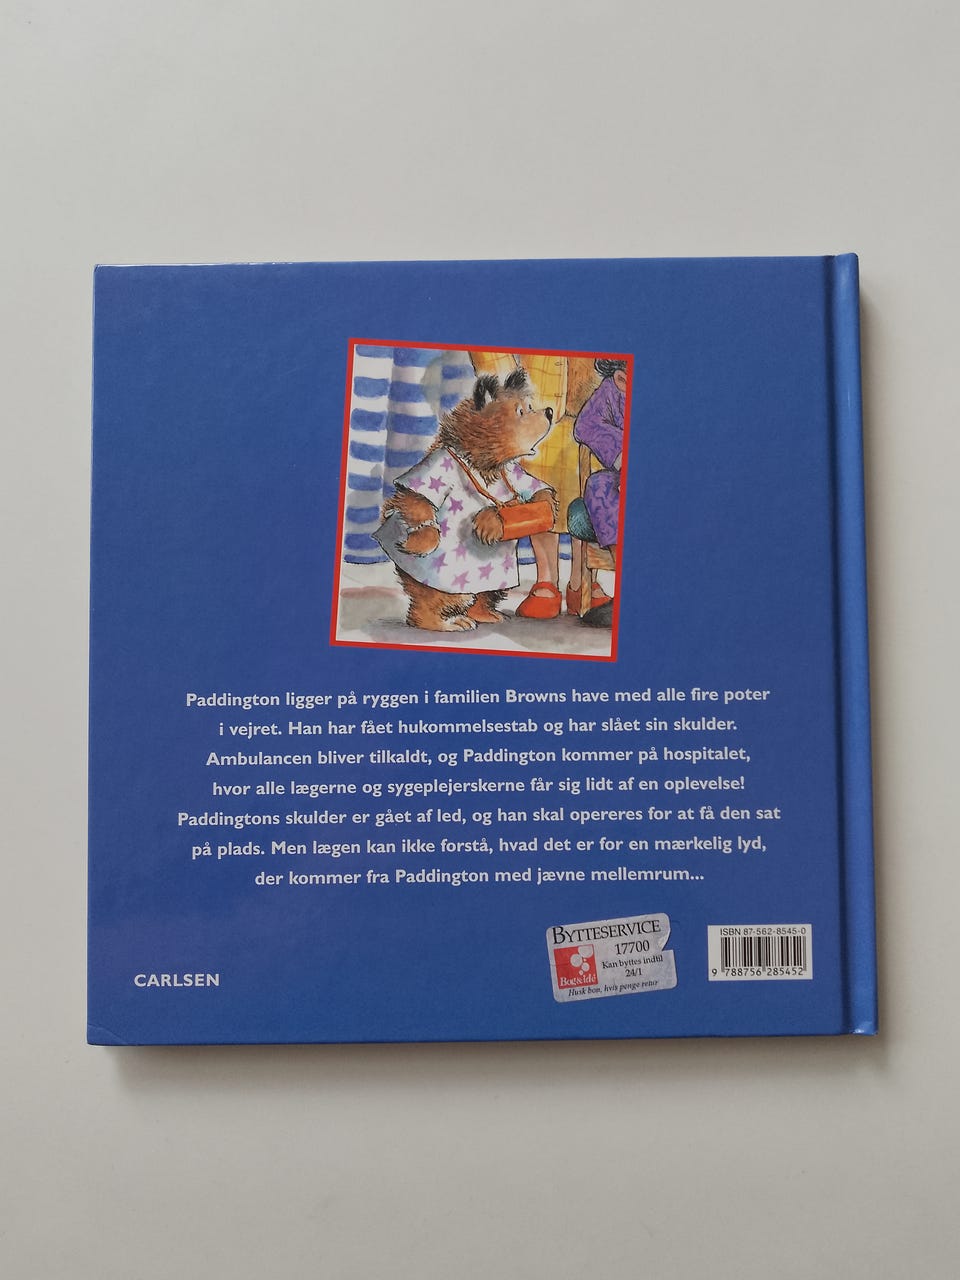 Paddington ligger på ryggen i familien Browns have med alle fire poter
i vejret. Han har fået hukommelsestab og har slået sin skulder.
Ambulancen bliver tilkaldt, og Paddington kommer på hospitalet,
hvor alle lægerne og sygeplejerskerne får sig lidt af en oplevelse!
Paddingtons skulder er gået af led, og han skal opereres for at få den sat
på plads. Men lægen kan ikke forstå, hvad det er for en mærkelig lyd,
der kommer fra Paddington med jævne mellemrum...
CARLSEN
BYTTESERVICE
17700
Kan byttes indtil
24/1
Bog&idé
Husk bon, hvis penge retur
ISBN 87-562-8545-0
9 788756 285452